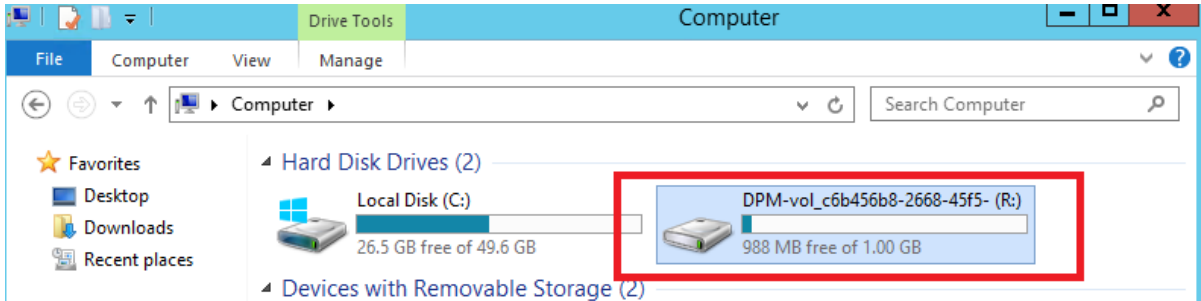 Drive Tools
Computer
File Computer View Manage
Computer
Search Computer
Favorites
Desktop
Downloads
Recent places
Hard Disk Drives (2)
Local Disk (C:)
26.5 GB free of 49.6 GB
DPM-vol_c6b456b8-2668-45f5- (R:)
988 MB free of 1.00 GB
Devices with Removable Storage (2)